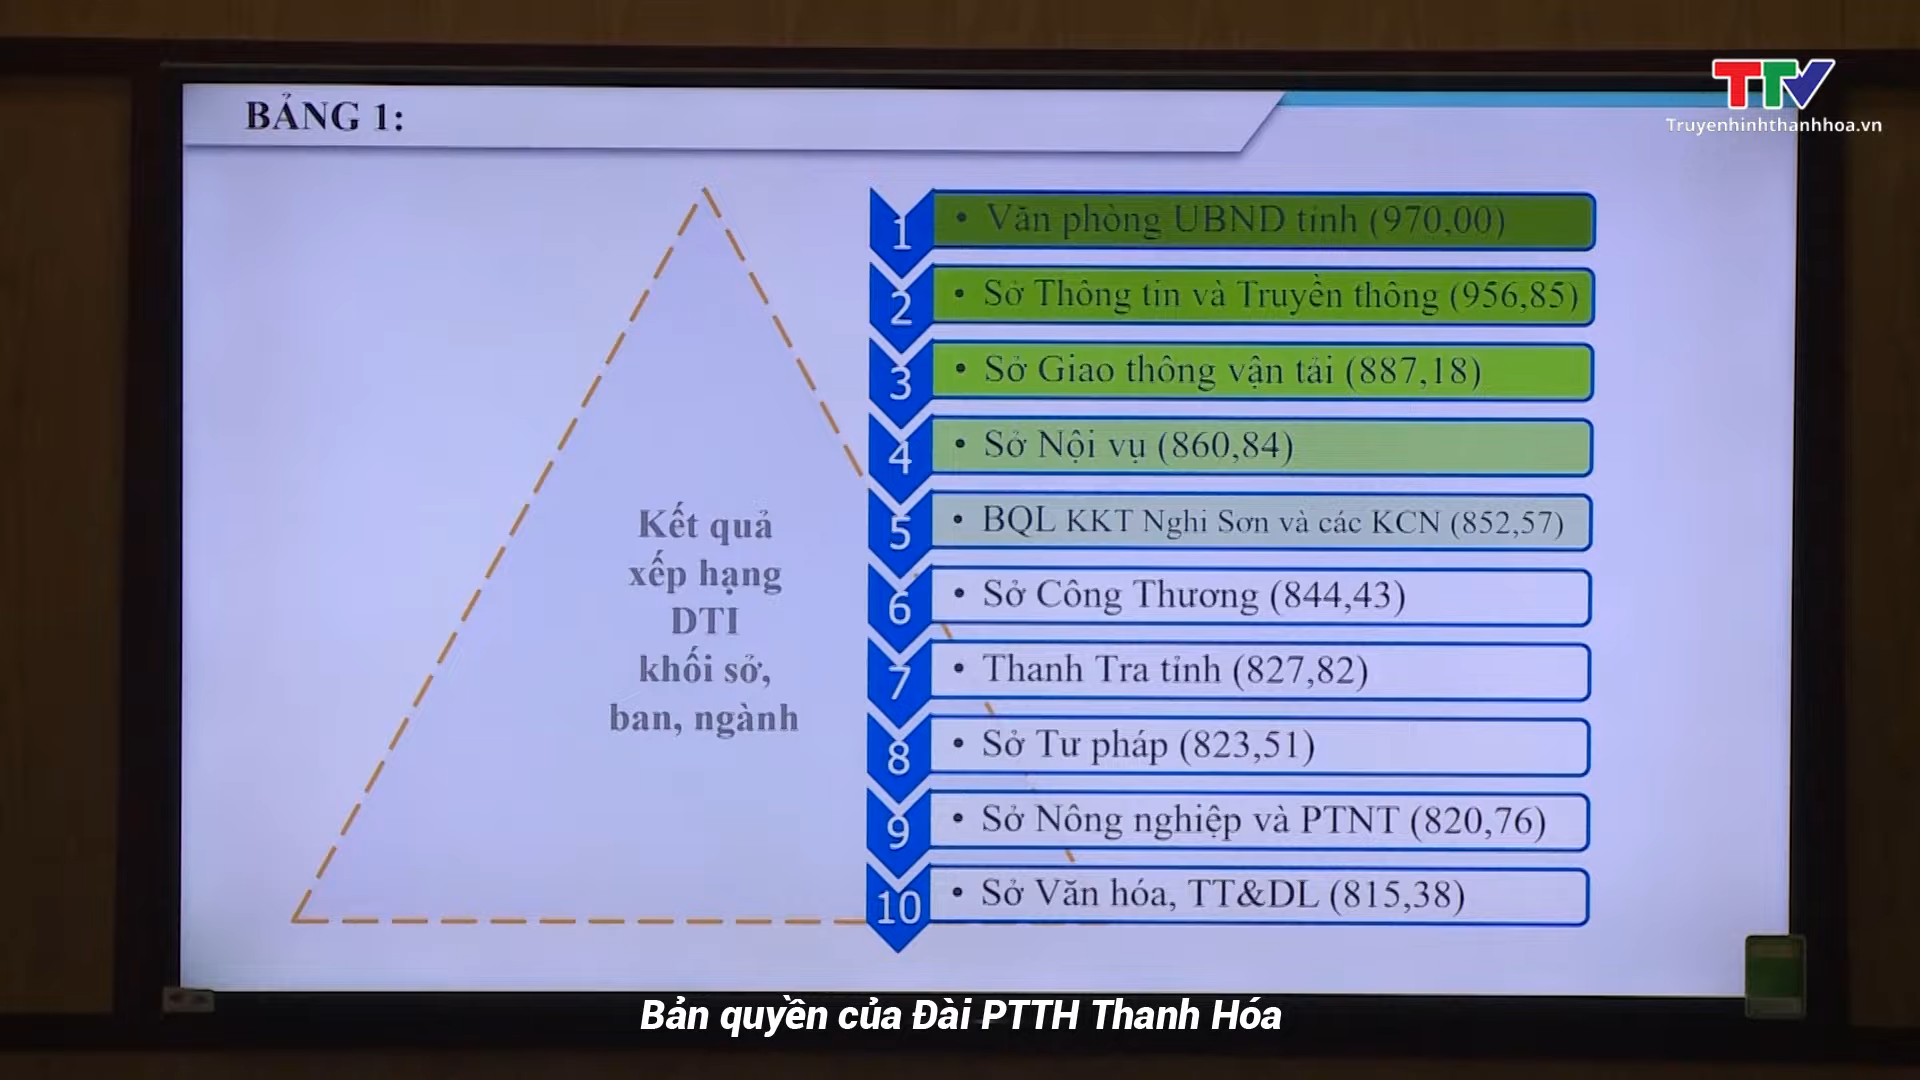 TTV
Truyenhinhthanhhoa.vn
BẢNG 1:
Kết quả
xếp hạng
DTI
khối sở,
ban, ngành
1 • Văn phòng UBND tỉnh (970,00)
2 • Sở Thông tin và Truyền thông (956,85)
3 • Sở Giao thông vận tải (887,18)
4 • Sở Nội vụ (860,84)
5 • BQL KKT Nghi Sơn và các KCN (852,57)
6 • Sở Công Thương (844,43)
7 • Thanh Tra tỉnh (827,82)
8 • Sở Tư pháp (823,51)
9 • Sở Nông nghiệp và PTNT (820,76)
10 • Sở Văn hóa, TT&DL (815,38)
Bản quyền của Đài PTTH Thanh Hóa